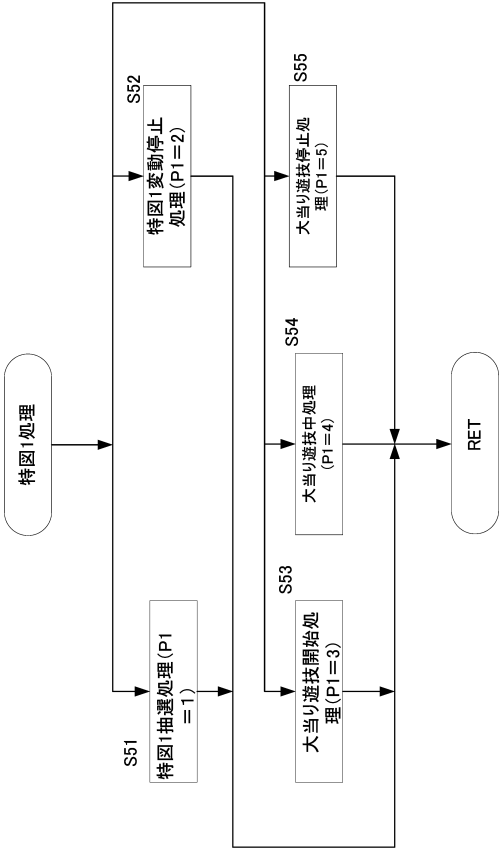 特図1処理
S51
特図1抽選処理(P1
=1)
S52
特図1変動停止
処理(P1=2)
S53
大当り遊技開始処
理(P1=3)
S54
大当り遊技中処理
(P1=4)
S55
大当り遊技停止処
理(P1=5)
RET